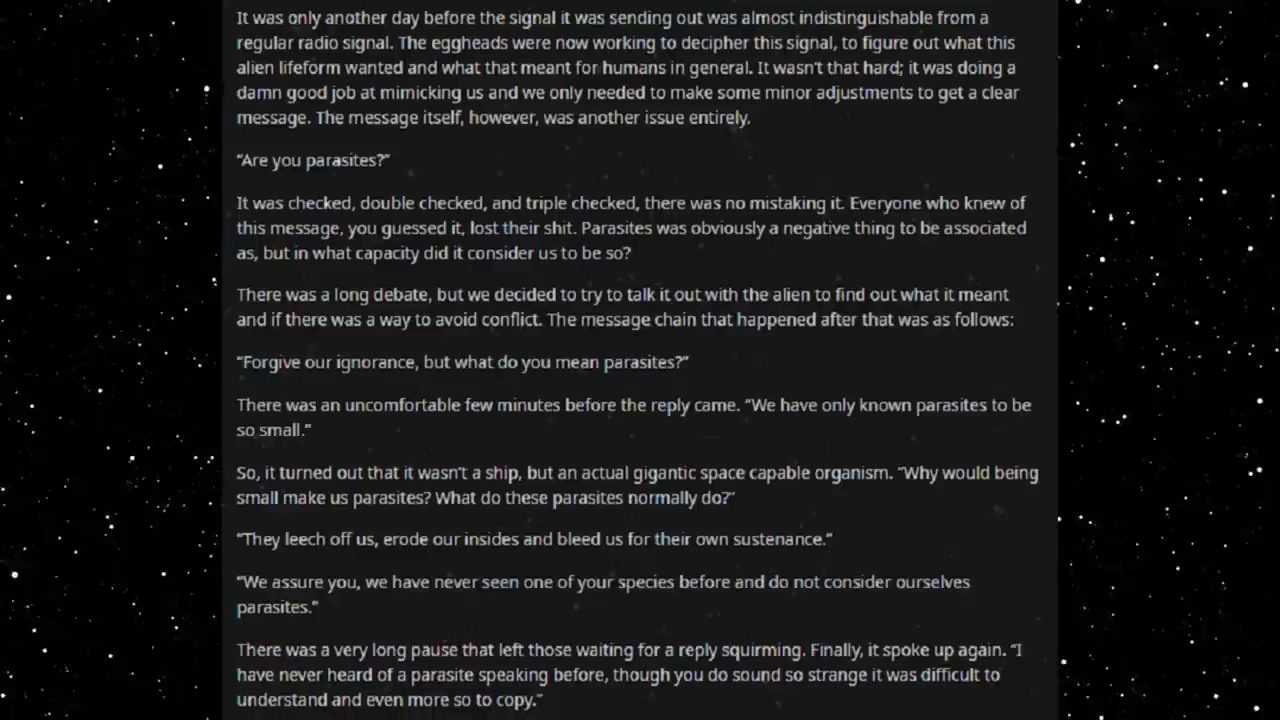 It was only another day before the signal it was sending out was almost indistinguishable from a
regular radio signal. The eggheads were now working to decipher this signal, to figure out what this
alien lifeform wanted and what that meant for humans in general. It wasn't that hard; it was doing a
damn good job at mimicking us and we only needed to make some minor adjustments to get a clear
message. The message itself, however, was another issue entirely.
“Are you parasites?”
It was checked, double checked, and triple checked, there was no mistaking it. Everyone who knew of
this message, you guessed it, lost their shit. Parasites was obviously a negative thing to be associated
as, but in what capacity did it consider us to be so?
There was a long debate, but we decided to try to talk it out with the alien to find out what it meant
and if there was a way to avoid conflict. The message chain that happened after that was as follows:
“Forgive our ignorance, but what do you mean parasites?”
There was an uncomfortable few minutes before the reply came. “We have only known parasites to be
so small.”
So, it turned out that it wasn't a ship, but an actual gigantic space capable organism. “Why would being
small make us parasites? What do these parasites normally do?”
“They leech off us, erode our insides and bleed us for their own sustenance.”
“We assure you, we have never seen one of your species before and do not consider ourselves
parasites.”
There was a very long pause that left those waiting for a reply squirming. Finally, it spoke up again. “I
have never heard of a parasite speaking before, though you do sound so strange it was difficult to
understand and even more so to copy.”